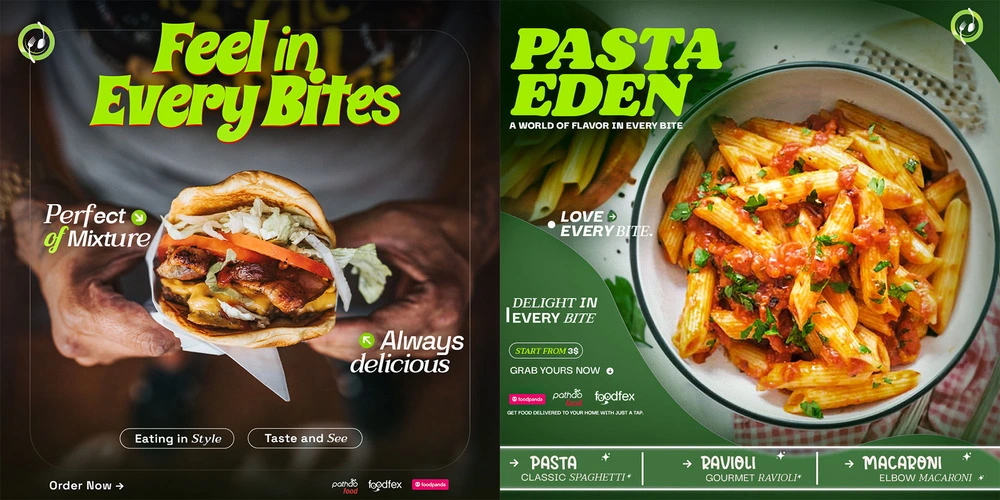 Feel in
Every Bites
Perfect
of Mixture
Always
delicious
Eating in Style
Taste and See
Order Now →
pathao
food
foodfex
foodpanda
PASTA
EDEN
A WORLD OF FLAVOR IN EVERY BITE
LOVE
EVERY BITE.
DELIGHT IN
EVERY BITE
START FROM 3$
GRAB YOURS NOW
foodpanda
pathao
food
foodfex
GET FOOD DELIVERED TO YOUR HOME WITH JUST A TAP.
→ PASTA
CLASSIC SPAGHETTI
→ RAVIOLI
GOURMET RAVIOLI
→ MACARONI
ELBOW MACARONI